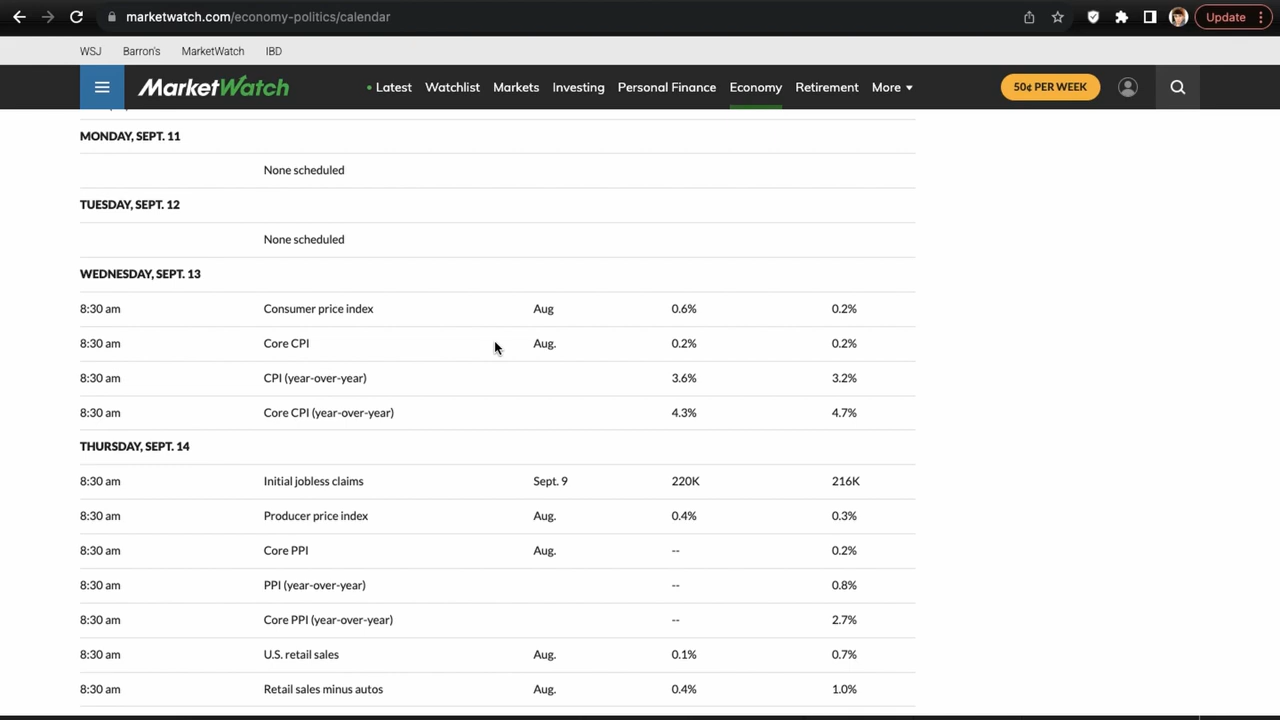 marketwatch.com/economy-politics/calendar
Update
WSJ Barron's MarketWatch IBD
MarketWatch
Latest Watchlist Markets Investing Personal Finance Economy Retirement More
50¢ PER WEEK
MONDAY, SEPT. 11
None scheduled
TUESDAY, SEPT. 12
None scheduled
WEDNESDAY, SEPT. 13
8:30 am Consumer price index Aug 0.6% 0.2%
8:30 am Core CPI Aug. 0.2% 0.2%
8:30 am CPI (year-over-year) 3.6% 3.2%
8:30 am Core CPI (year-over-year) 4.3% 4.7%
THURSDAY, SEPT. 14
8:30 am Initial jobless claims Sept. 9 220K 216K
8:30 am Producer price index Aug. 0.4% 0.3%
8:30 am Core PPI Aug. -- 0.2%
8:30 am PPI (year-over-year) -- 0.8%
8:30 am Core PPI (year-over-year) -- 2.7%
8:30 am U.S. retail sales Aug. 0.1% 0.7%
8:30 am Retail sales minus autos Aug. 0.4% 1.0%